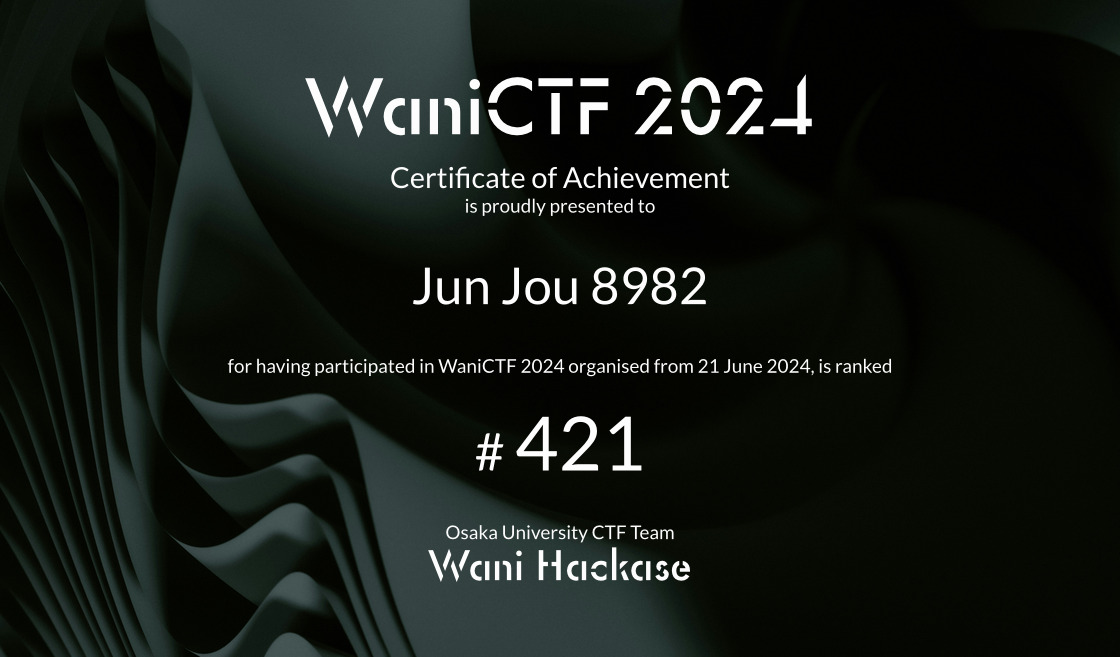 WaniCTF 2024
Certificate of Achievement
is proudly presented to
Jun Jou 8982
for having participated in WaniCTF 2024 organised from 21 June 2024, is ranked
# 421
Osaka University CTF Team
Wani Hackase